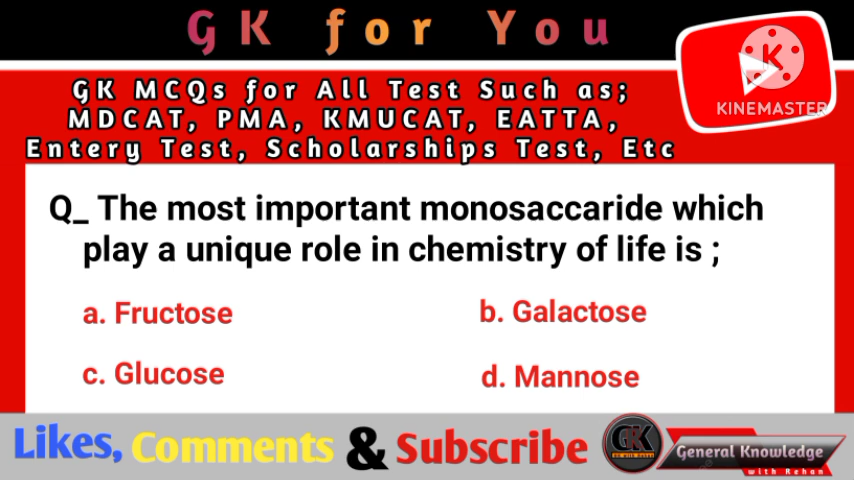 GK for You
KINEMASTER
GK MCQs for All Test Such as;
MDCAT, PMA, KMUCAT, EATTA,
Entery Test, Scholarships Test, Etc
Q_ The most important monosaccaride which
play a unique role in chemistry of life is ;
a. Fructose
b. Galactose
c. Glucose
d. Mannose
Likes, Comments & Subscribe
GK
General Knowledge
with Rehan